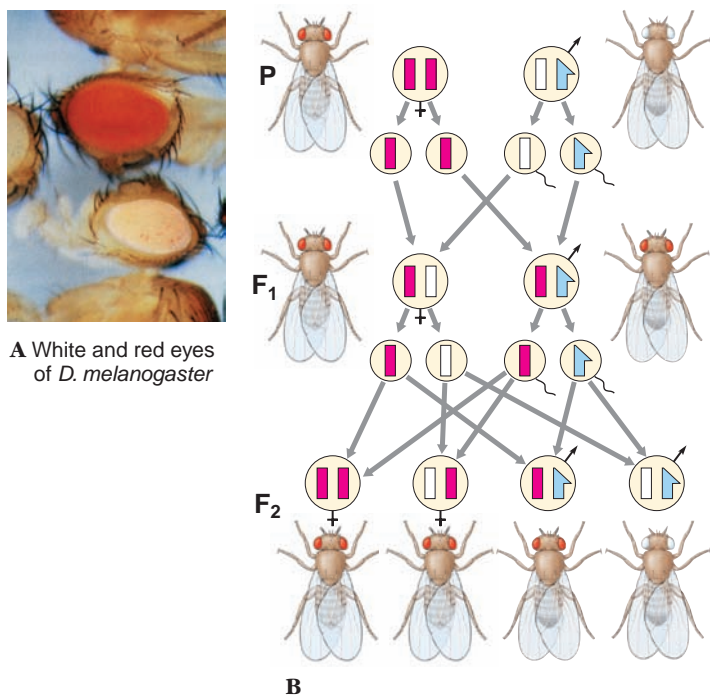 P
F1
F2
A White and red eyes
of D. melanogaster
B